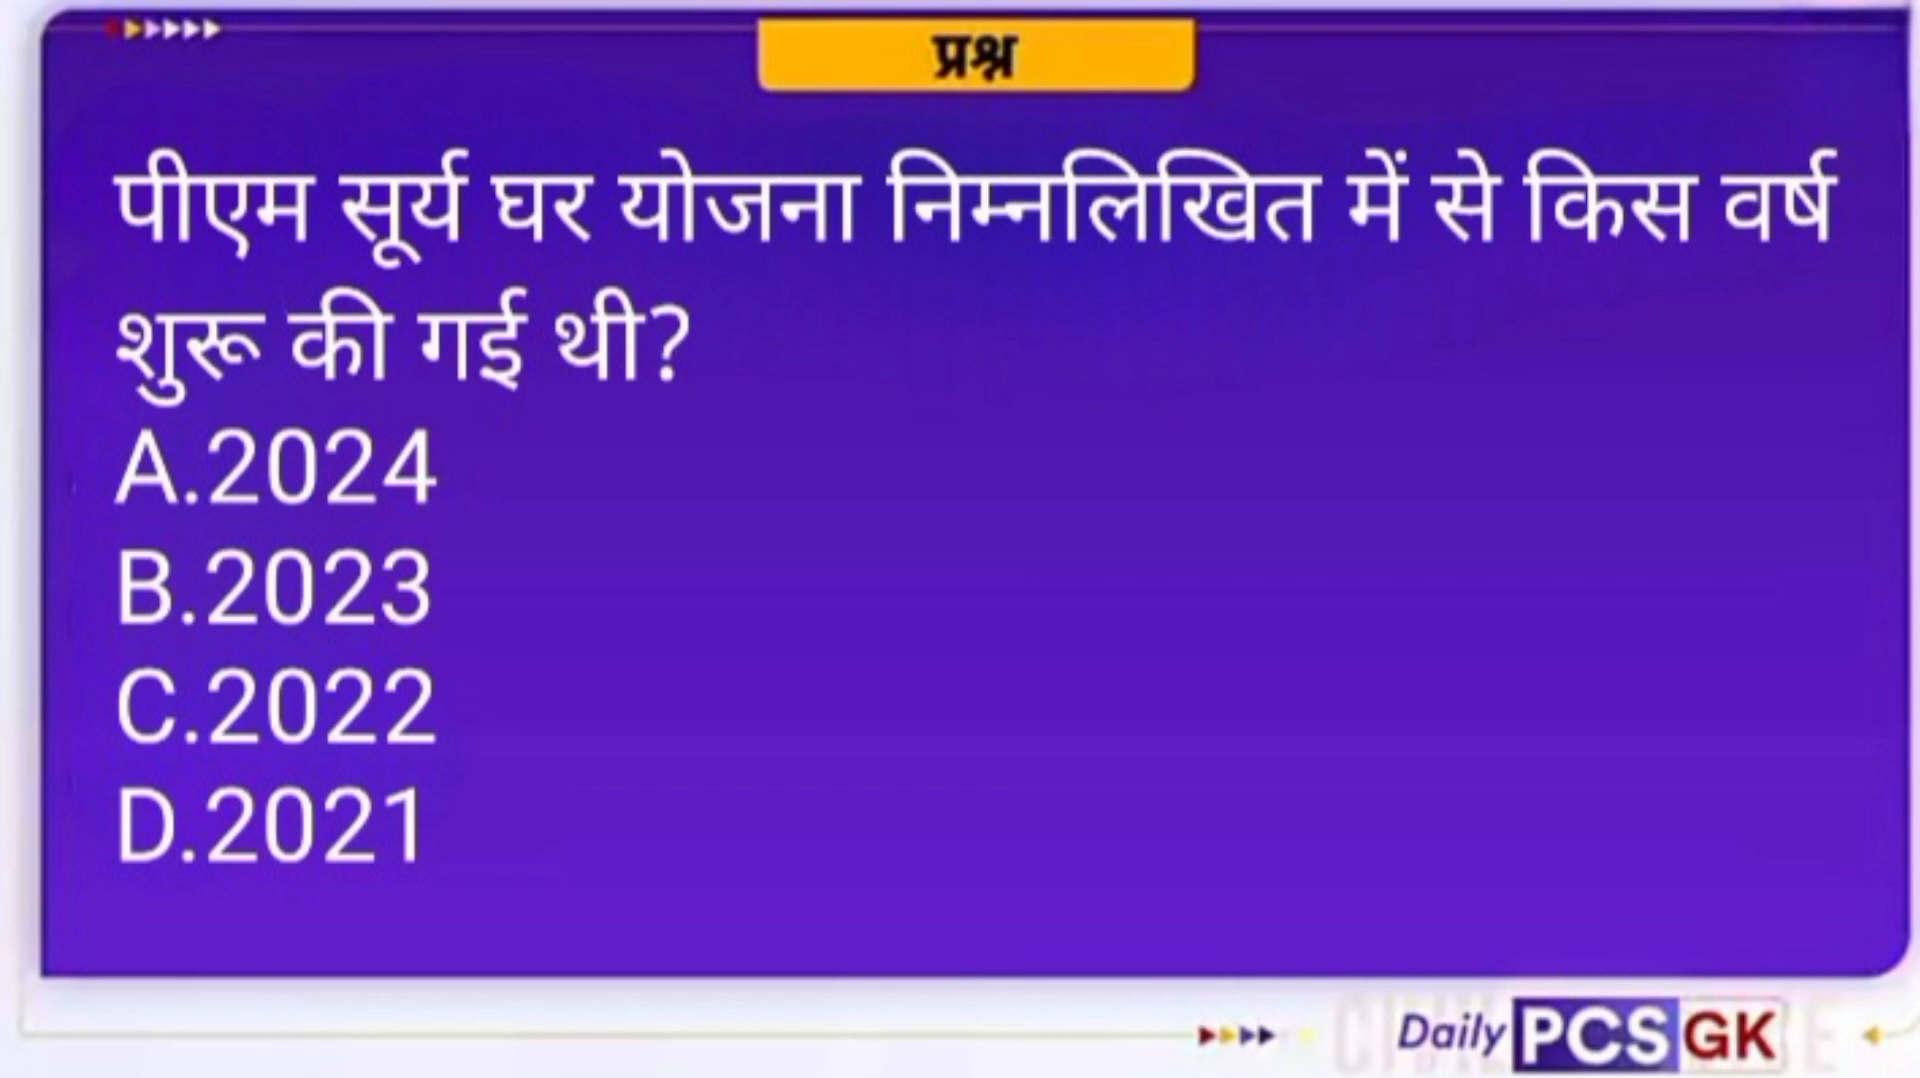 प्रश्न
पीएम सूर्य घर योजना निम्नलिखित में से किस वर्ष
शुरू की गई थी?
A.2024
B.2023
C.2022
D.2021
Daily PCS GK